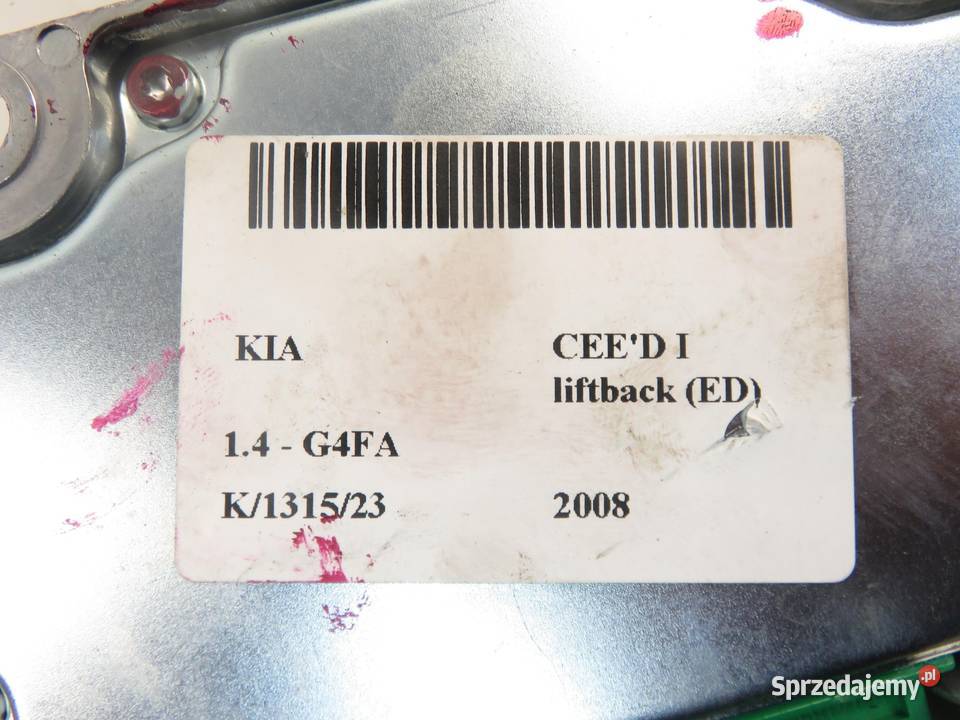 KIA CEE'D I
liftback (ED)
1.4 - G4FA
K/1315/23 2008
Sprzedajemy.pl